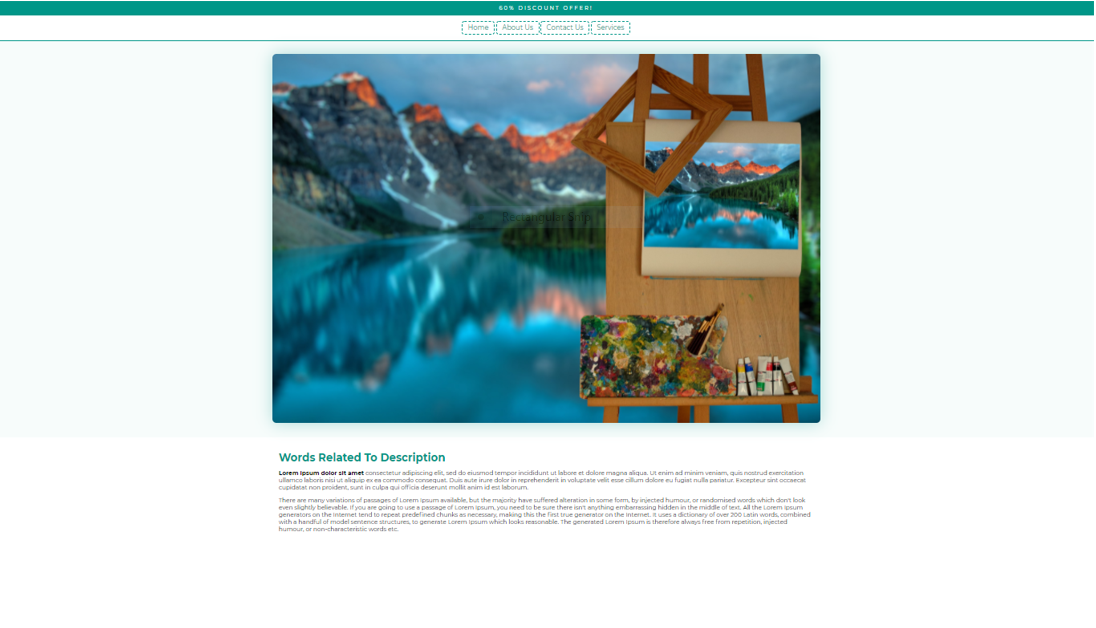 60% DISCOUNT OFFER!
Home About Us Contact Us Services
Rectangular Snip
Words Related To Description
Lorem ipsum dolor sit amet consectetur adipiscing elit, sed do eiusmod tempor incididunt ut labore et dolore magna aliqua. Ut enim ad minim veniam, quis nostrud exercitation
ullamco laboris nisi ut aliquip ex ea commodo consequat. Duis aute irure dolor in reprehenderit in voluptate velit esse cillum dolore eu fugiat nulla pariatur. Excepteur sint occaecat
cupidatat non proident, sunt in culpa qui officia deserunt mollit anim id est laborum.
There are many variations of passages of Lorem Ipsum available, but the majority have suffered alteration in some form, by injected humour, or randomised words which don't look
even slightly believable. If you are going to use a passage of Lorem Ipsum, you need to be sure there isn't anything embarrassing hidden in the middle of text. All the Lorem Ipsum
generators on the Internet tend to repeat predefined chunks as necessary, making this the first true generator on the Internet. It uses a dictionary of over 200 Latin words, combined
with a handful of model sentence structures, to generate Lorem Ipsum which looks reasonable. The generated Lorem Ipsum is therefore always free from repetition, injected
humour, or non-characteristic words etc.